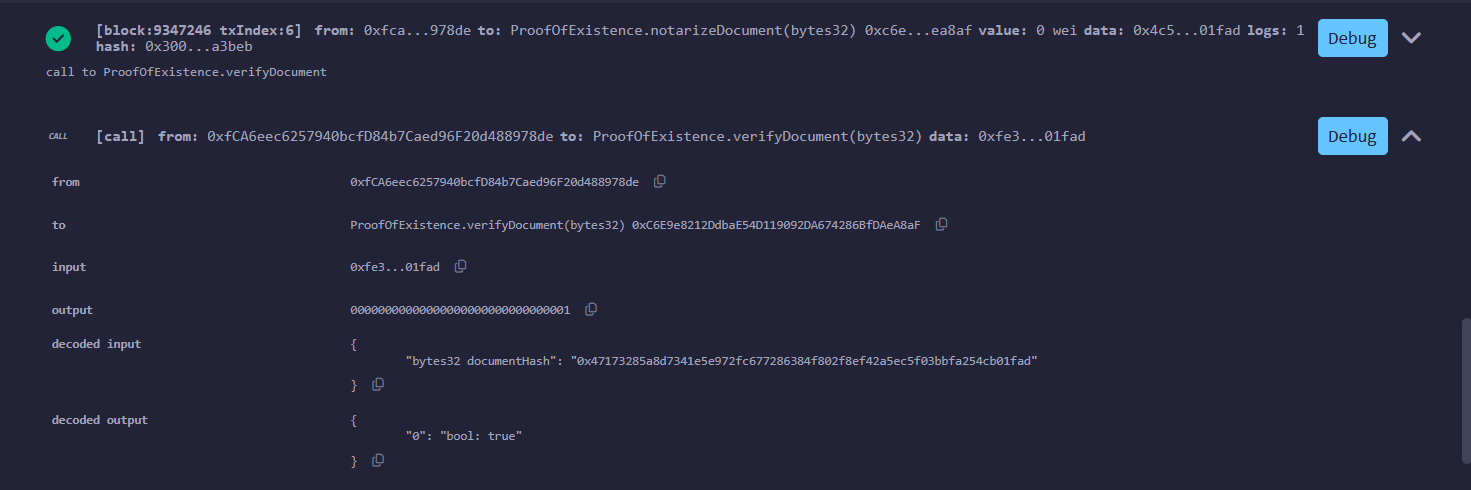 [block:9347246 txIndex:6] from: 0xfca...978de to: ProofOfExistence.notarizeDocument(bytes32) 0xc6e...ea8af value: 0 wei data: 0x4c5...01fad logs: 1
hash: 0x300...a3beb
Debug
call to ProofOfExistence.verifyDocument
CALL [call] from: 0xfCA6eec6257940bcfD84b7Caed96F20d488978de to: ProofOfExistence.verifyDocument(bytes32) data: 0xfe3...01fad Debug
from 0xfCA6eec6257940bcfD84b7Caed96F20d488978de
to ProofOfExistence.verifyDocument(bytes32) 0xC6E9e8212DdbaE54D119092DA674286BfDAeA8aF
input 0xfe3...01fad
output 00000000000000000000000000000001
decoded input {
"bytes32 documentHash": "0x47173285a8d7341e5e972fc677286384f802f8ef42a5ec5f03bbfa254cb01fad"
}
decoded output {
"0": "bool: true"
}